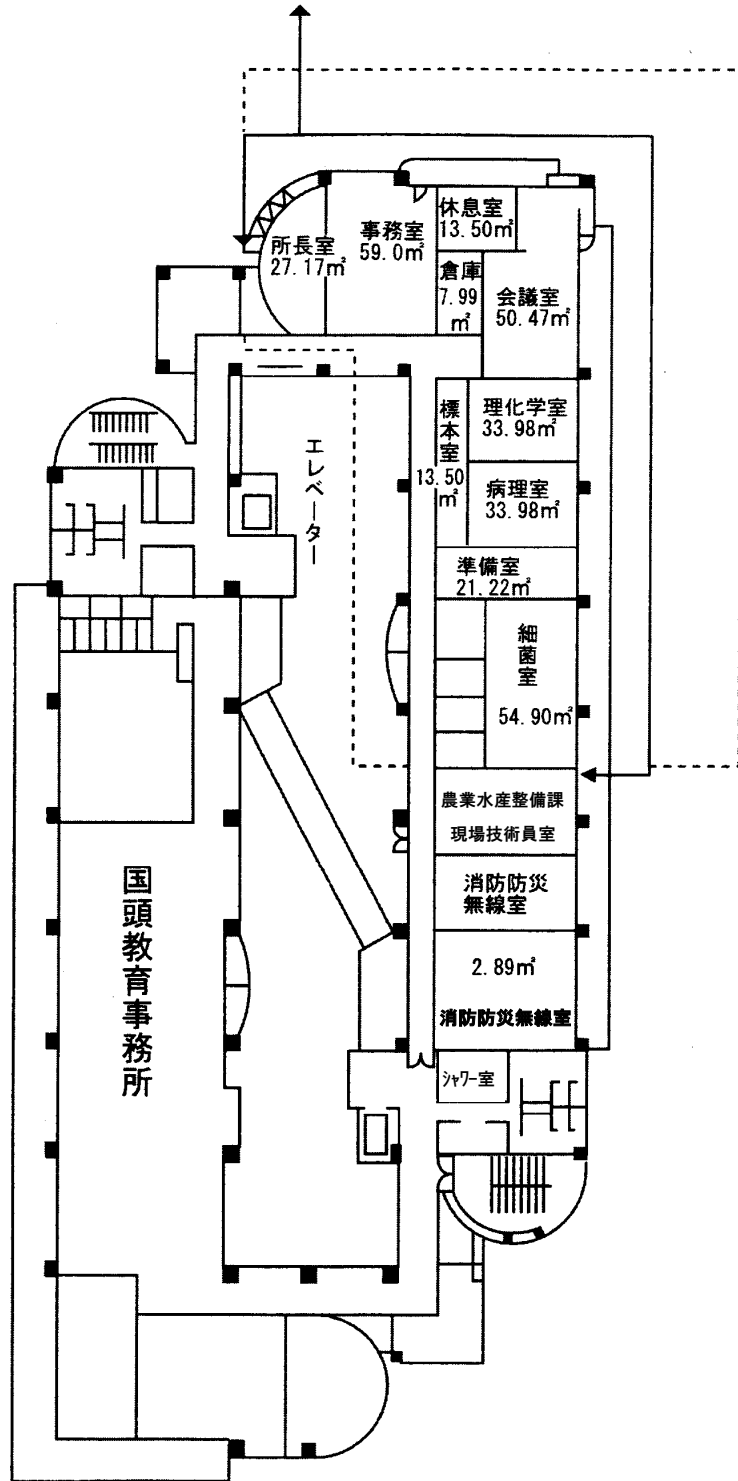 休息室
13.50㎡
事務室
59.0㎡
所長室
27.17㎡
倉庫
7.99
㎡
会議室
50.47㎡
理化学室
33.98㎡
標本室
13.50
㎡
病理室
33.98㎡
エレベーター
準備室
21.22㎡
細菌室
54.90㎡
農業水産整備課
現場技術員室
消防防災
無線室
2.89㎡
消防防災無線室
国頭教育事務所
シャワー室